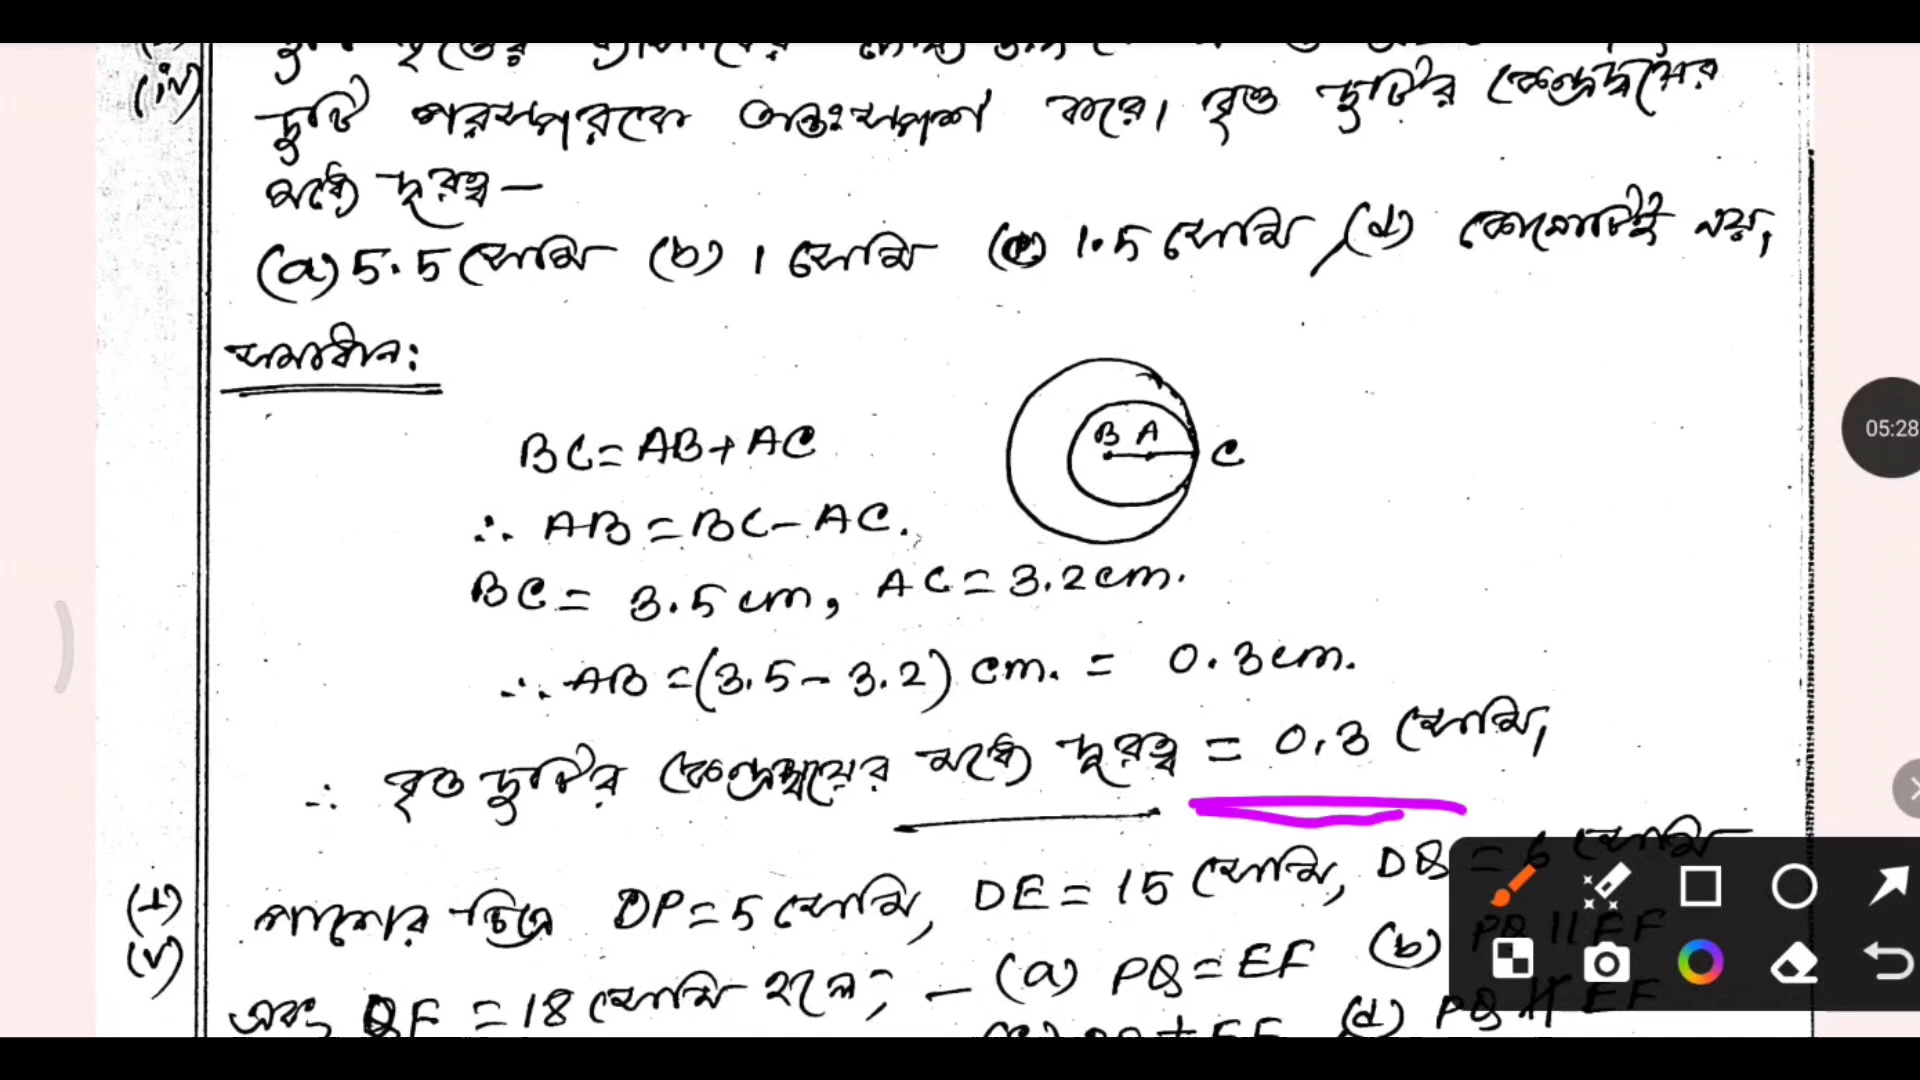 (iv) দুটি পরস্পরকে অন্তঃস্পর্শ করে। বৃত্ত দুটির কেন্দ্রদ্বয়ের
মধ্যে দূরত্ব —
(a) 5.5 সেমি (b) 1 সেমি (c) 1.5 সেমি (d) কোনোটিই নয়।
সমাধান:
B A C
BC = AB + AC
∴ AB = BC - AC.
BC = 3.5 cm, AC = 3.2 cm.
∴ AB = (3.5 - 3.2) cm. = 0.3 cm.
∴ বৃত্ত দুটির কেন্দ্রদ্বয়ের মধ্যে দূরত্ব = 0.3 সেমি।
05:28
পাশের চিত্রে DP = 5 সেমি, DE = 15 সেমি, DQ = 6 সেমি
(v) এবং QF = 18 সেমি হলে, — (a) PQ = EF (b) PQ || EF
(d) PQ ∦ EF